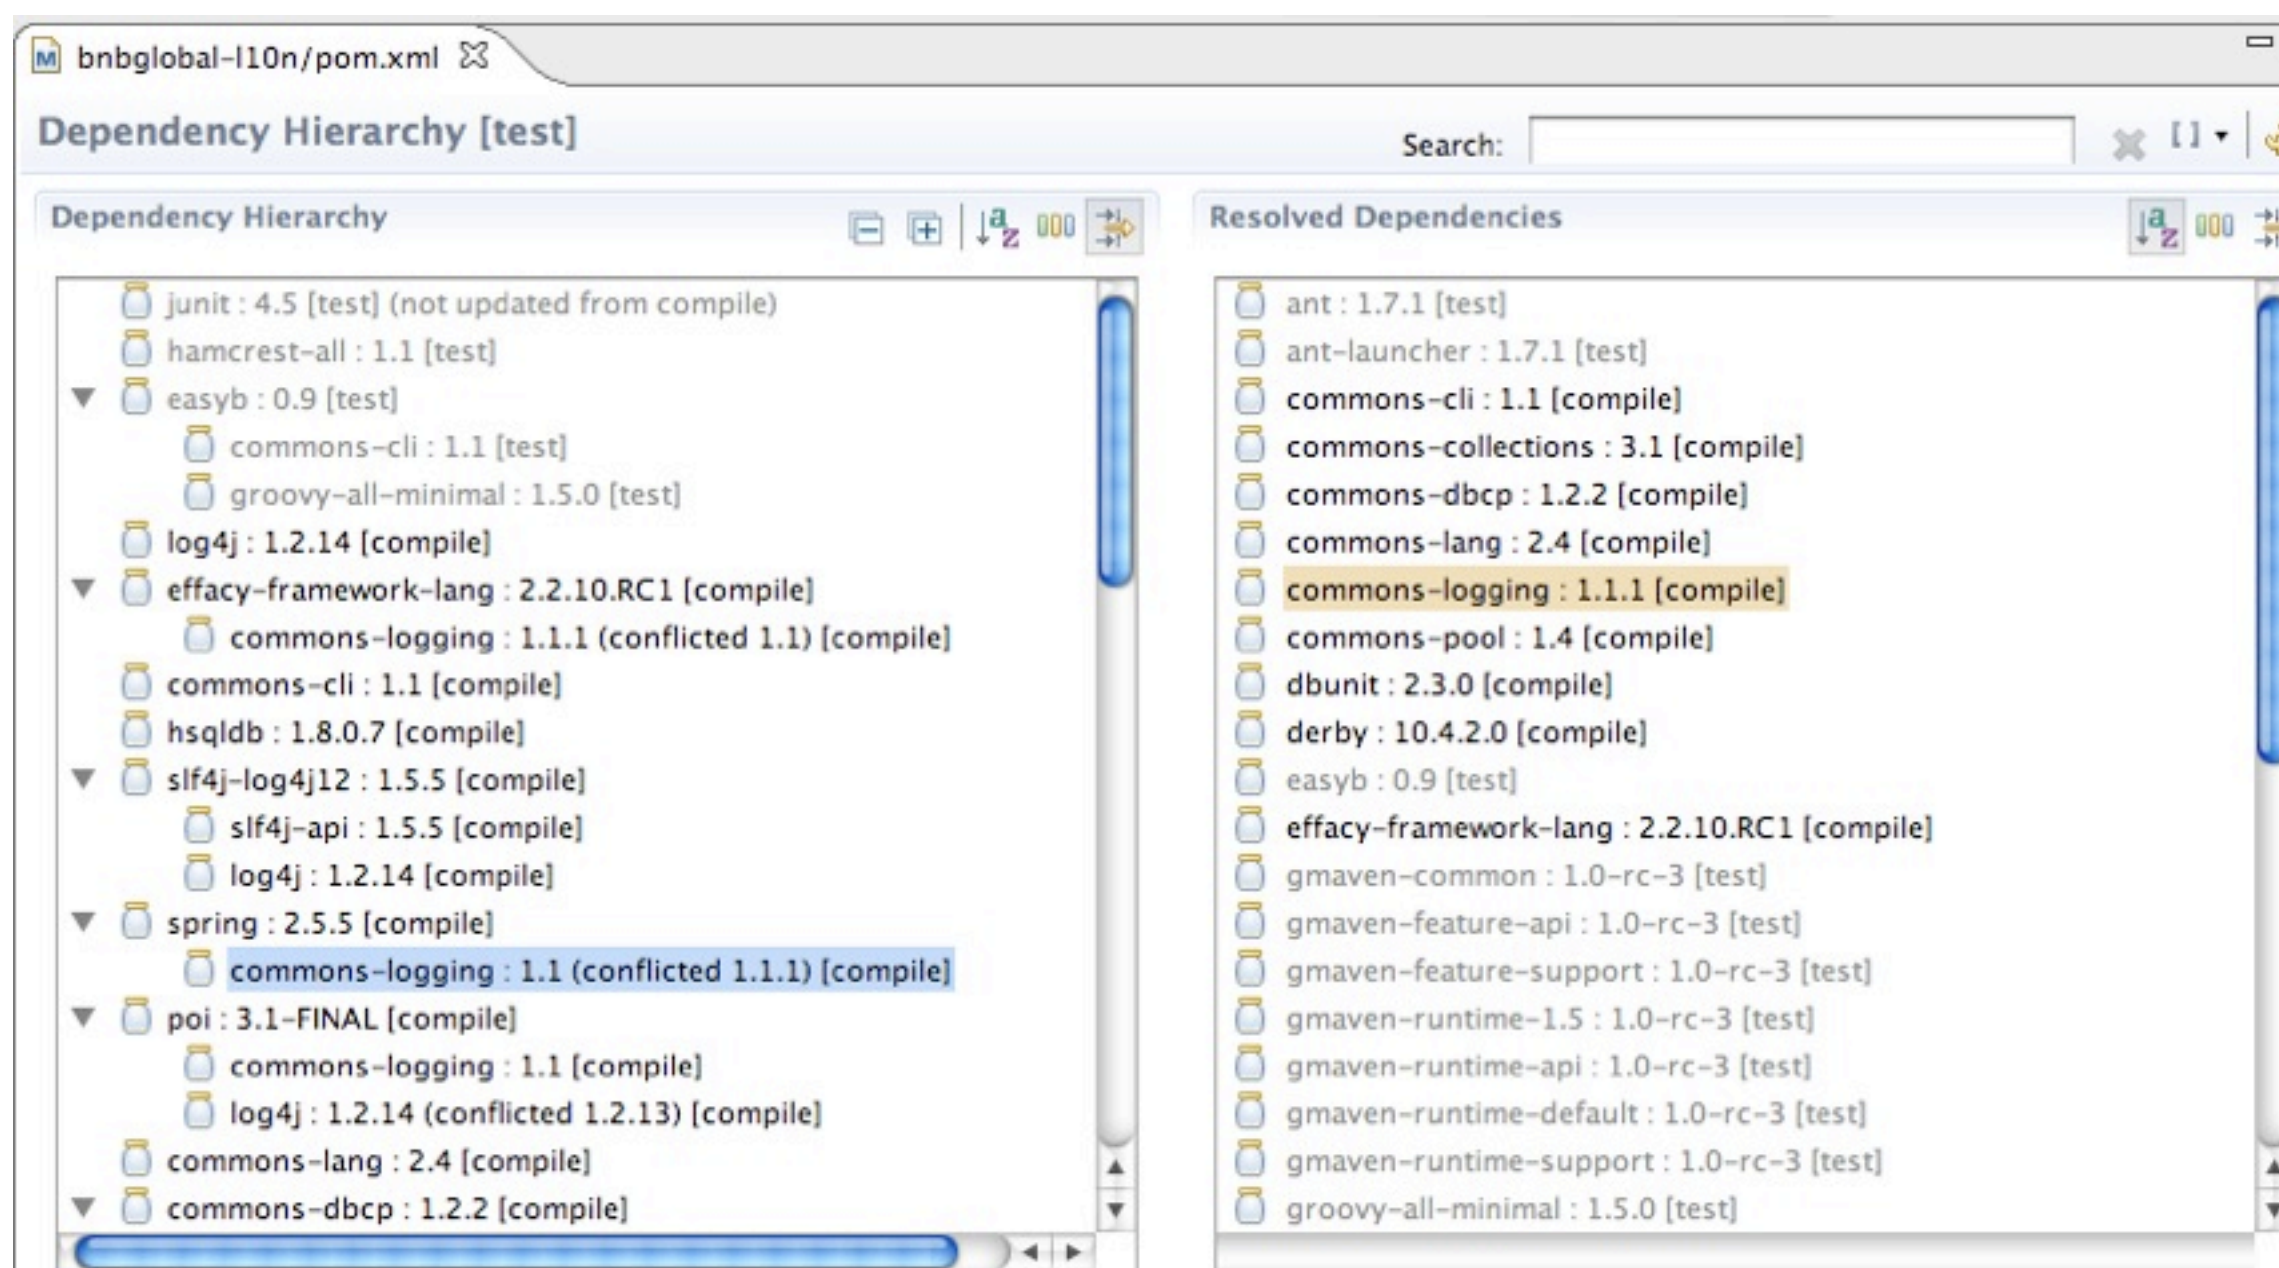 bnbglobal-l10n/pom.xml
Dependency Hierarchy [test]
Search:
Dependency Hierarchy
junit : 4.5 [test] (not updated from compile)
hamcrest-all : 1.1 [test]
easyb : 0.9 [test]
commons-cli : 1.1 [test]
groovy-all-minimal : 1.5.0 [test]
log4j : 1.2.14 [compile]
effacy-framework-lang : 2.2.10.RC1 [compile]
commons-logging : 1.1.1 (conflicted 1.1) [compile]
commons-cli : 1.1 [compile]
hsqldb : 1.8.0.7 [compile]
slf4j-log4j12 : 1.5.5 [compile]
slf4j-api : 1.5.5 [compile]
log4j : 1.2.14 [compile]
spring : 2.5.5 [compile]
commons-logging : 1.1 (conflicted 1.1.1) [compile]
poi : 3.1-FINAL [compile]
commons-logging : 1.1 [compile]
log4j : 1.2.14 (conflicted 1.2.13) [compile]
commons-lang : 2.4 [compile]
commons-dbcp : 1.2.2 [compile]
Resolved Dependencies
ant : 1.7.1 [test]
ant-launcher : 1.7.1 [test]
commons-cli : 1.1 [compile]
commons-collections : 3.1 [compile]
commons-dbcp : 1.2.2 [compile]
commons-lang : 2.4 [compile]
commons-logging : 1.1.1 [compile]
commons-pool : 1.4 [compile]
dbunit : 2.3.0 [compile]
derby : 10.4.2.0 [compile]
easyb : 0.9 [test]
effacy-framework-lang : 2.2.10.RC1 [compile]
gmaven-common : 1.0-rc-3 [test]
gmaven-feature-api : 1.0-rc-3 [test]
gmaven-feature-support : 1.0-rc-3 [test]
gmaven-runtime-1.5 : 1.0-rc-3 [test]
gmaven-runtime-api : 1.0-rc-3 [test]
gmaven-runtime-default : 1.0-rc-3 [test]
gmaven-runtime-support : 1.0-rc-3 [test]
groovy-all-minimal : 1.5.0 [test]